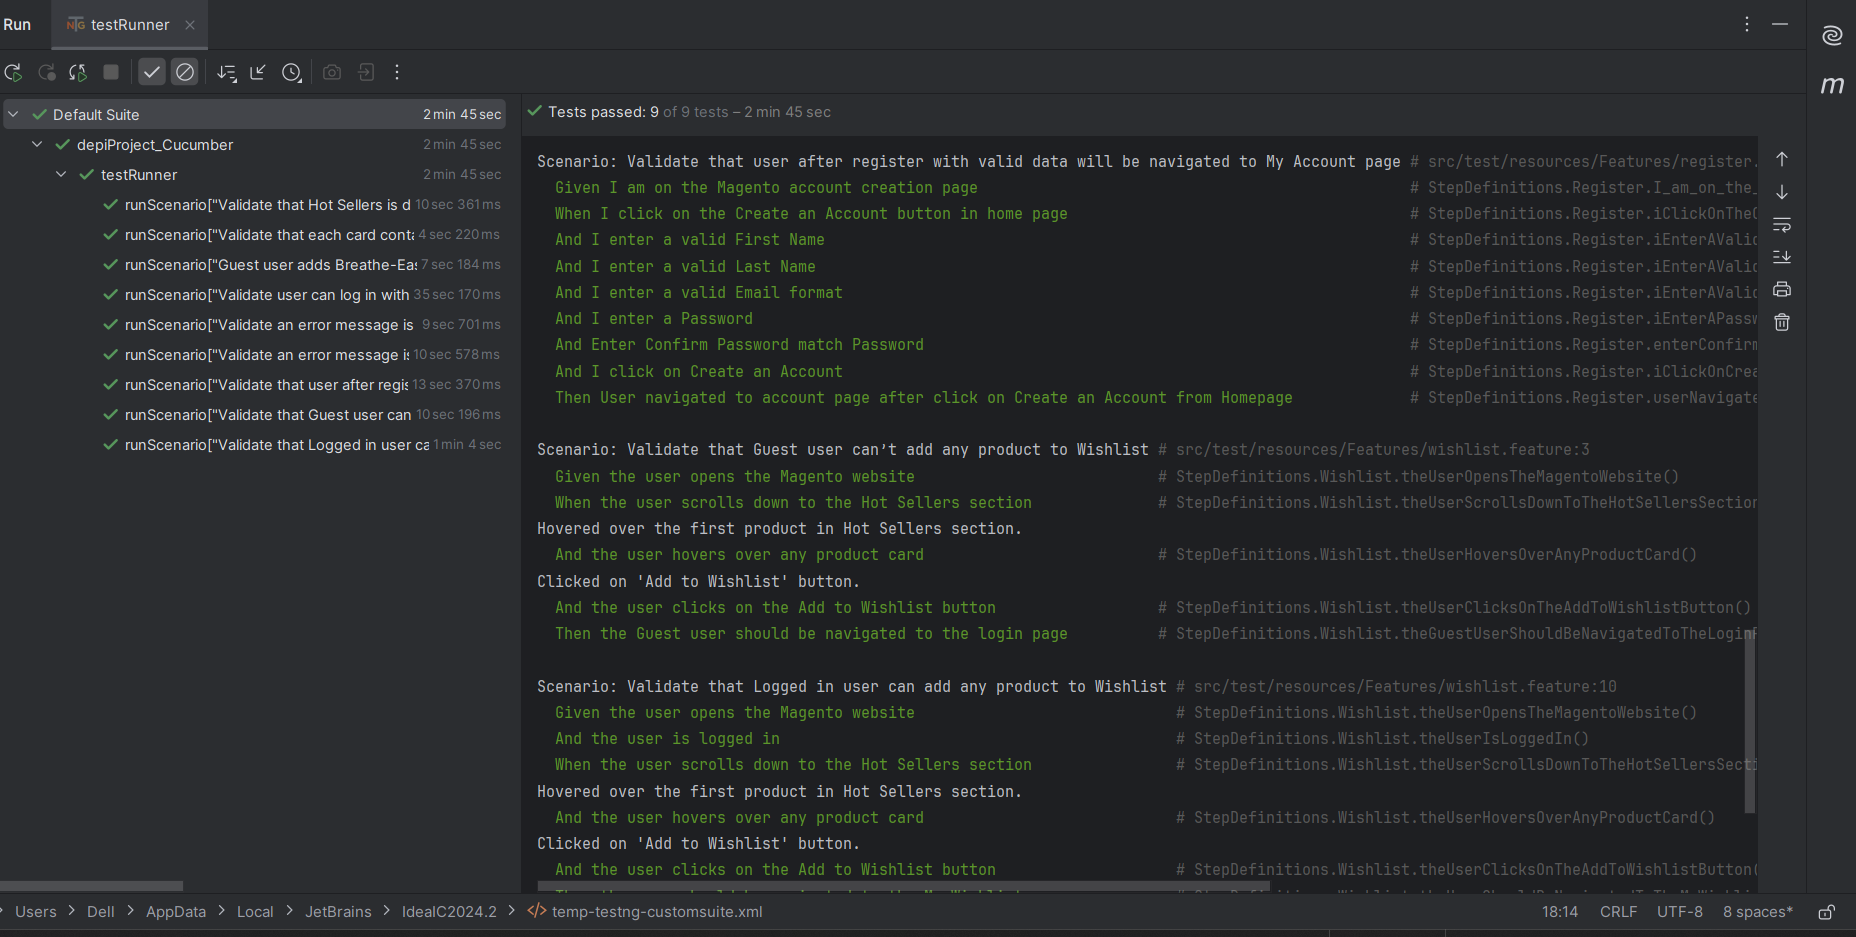 Run
testRunner
Default Suite 2 min 45 sec
depiProject_Cucumber 2 min 45 sec
testRunner 2 min 45 sec
runScenario["Validate that Hot Sellers is d 10 sec 361 ms
runScenario["Validate that each card conta 4 sec 220 ms
runScenario["Guest user adds Breathe-Eas 7 sec 184 ms
runScenario["Validate user can log in with 35 sec 170 ms
runScenario["Validate an error message is 9 sec 701 ms
runScenario["Validate an error message is 10 sec 578 ms
runScenario["Validate that user after regis 13 sec 370 ms
runScenario["Validate that Guest user can 10 sec 196 ms
runScenario["Validate that Logged in user ca 1 min 4 sec
Tests passed: 9 of 9 tests – 2 min 45 sec
Scenario: Validate that user after register with valid data will be navigated to My Account page # src/test/resources/Features/register.
Given I am on the Magento account creation page # StepDefinitions.Register.I_am_on_the_
When I click on the Create an Account button in home page # StepDefinitions.Register.iClickOnTheC
And I enter a valid First Name # StepDefinitions.Register.iEnterAValid
And I enter a valid Last Name # StepDefinitions.Register.iEnterAValid
And I enter a valid Email format # StepDefinitions.Register.iEnterAValid
And I enter a Password # StepDefinitions.Register.iEnterAPassw
And Enter Confirm Password match Password # StepDefinitions.Register.enterConfirm
And I click on Create an Account # StepDefinitions.Register.iClickOnCrea
Then User navigated to account page after click on Create an Account from Homepage # StepDefinitions.Register.userNavigate
Scenario: Validate that Guest user can’t add any product to Wishlist # src/test/resources/Features/wishlist.feature:3
Given the user opens the Magento website # StepDefinitions.Wishlist.theUserOpensTheMagentoWebsite()
When the user scrolls down to the Hot Sellers section # StepDefinitions.Wishlist.theUserScrollsDownToTheHotSellersSection
Hovered over the first product in Hot Sellers section.
And the user hovers over any product card # StepDefinitions.Wishlist.theUserHoversOverAnyProductCard()
Clicked on 'Add to Wishlist' button.
And the user clicks on the Add to Wishlist button # StepDefinitions.Wishlist.theUserClicksOnTheAddToWishlistButton()
Then the Guest user should be navigated to the login page # StepDefinitions.Wishlist.theGuestUserShouldBeNavigatedToTheLoginP
Scenario: Validate that Logged in user can add any product to Wishlist # src/test/resources/Features/wishlist.feature:10
Given the user opens the Magento website # StepDefinitions.Wishlist.theUserOpensTheMagentoWebsite()
And the user is logged in # StepDefinitions.Wishlist.theUserIsLoggedIn()
When the user scrolls down to the Hot Sellers section # StepDefinitions.Wishlist.theUserScrollsDownToTheHotSellersSecti
Hovered over the first product in Hot Sellers section.
And the user hovers over any product card # StepDefinitions.Wishlist.theUserHoversOverAnyProductCard()
Clicked on 'Add to Wishlist' button.
And the user clicks on the Add to Wishlist button # StepDefinitions.Wishlist.theUserClicksOnTheAddToWishlistButton(
Users > Dell > AppData > Local > JetBrains > IdeaIC2024.2 > </> temp-testng-customsuite.xml
18:14 CRLF UTF-8 8 spaces*